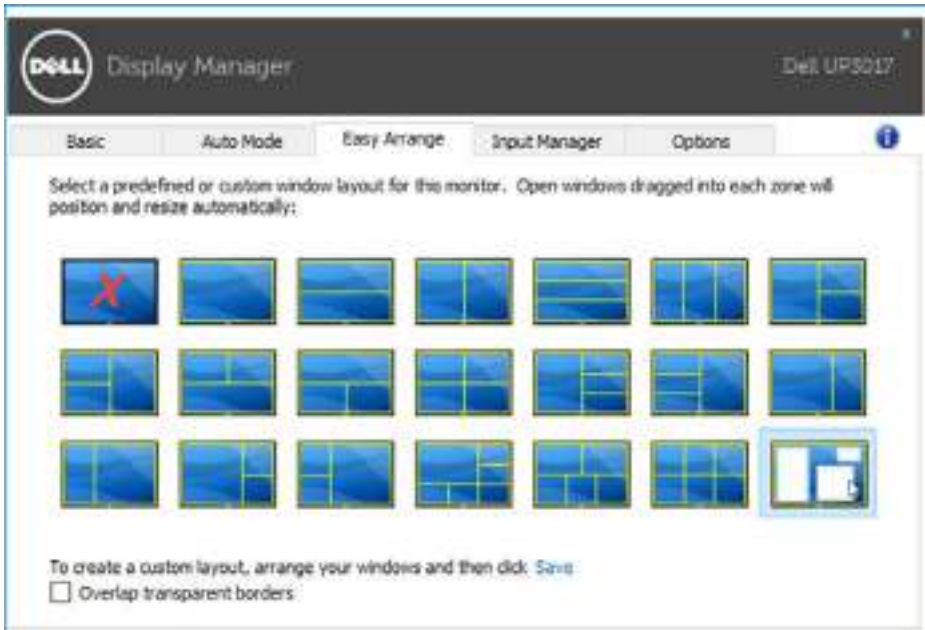 DELL Display Manager
Dell UP3017
Basic Auto Mode Easy Arrange Input Manager Options
Select a predefined or custom window layout for this monitor. Open windows dragged into each zone will
position and resize automatically:
X
To create a custom layout, arrange your windows and then click Save
Overlap transparent borders